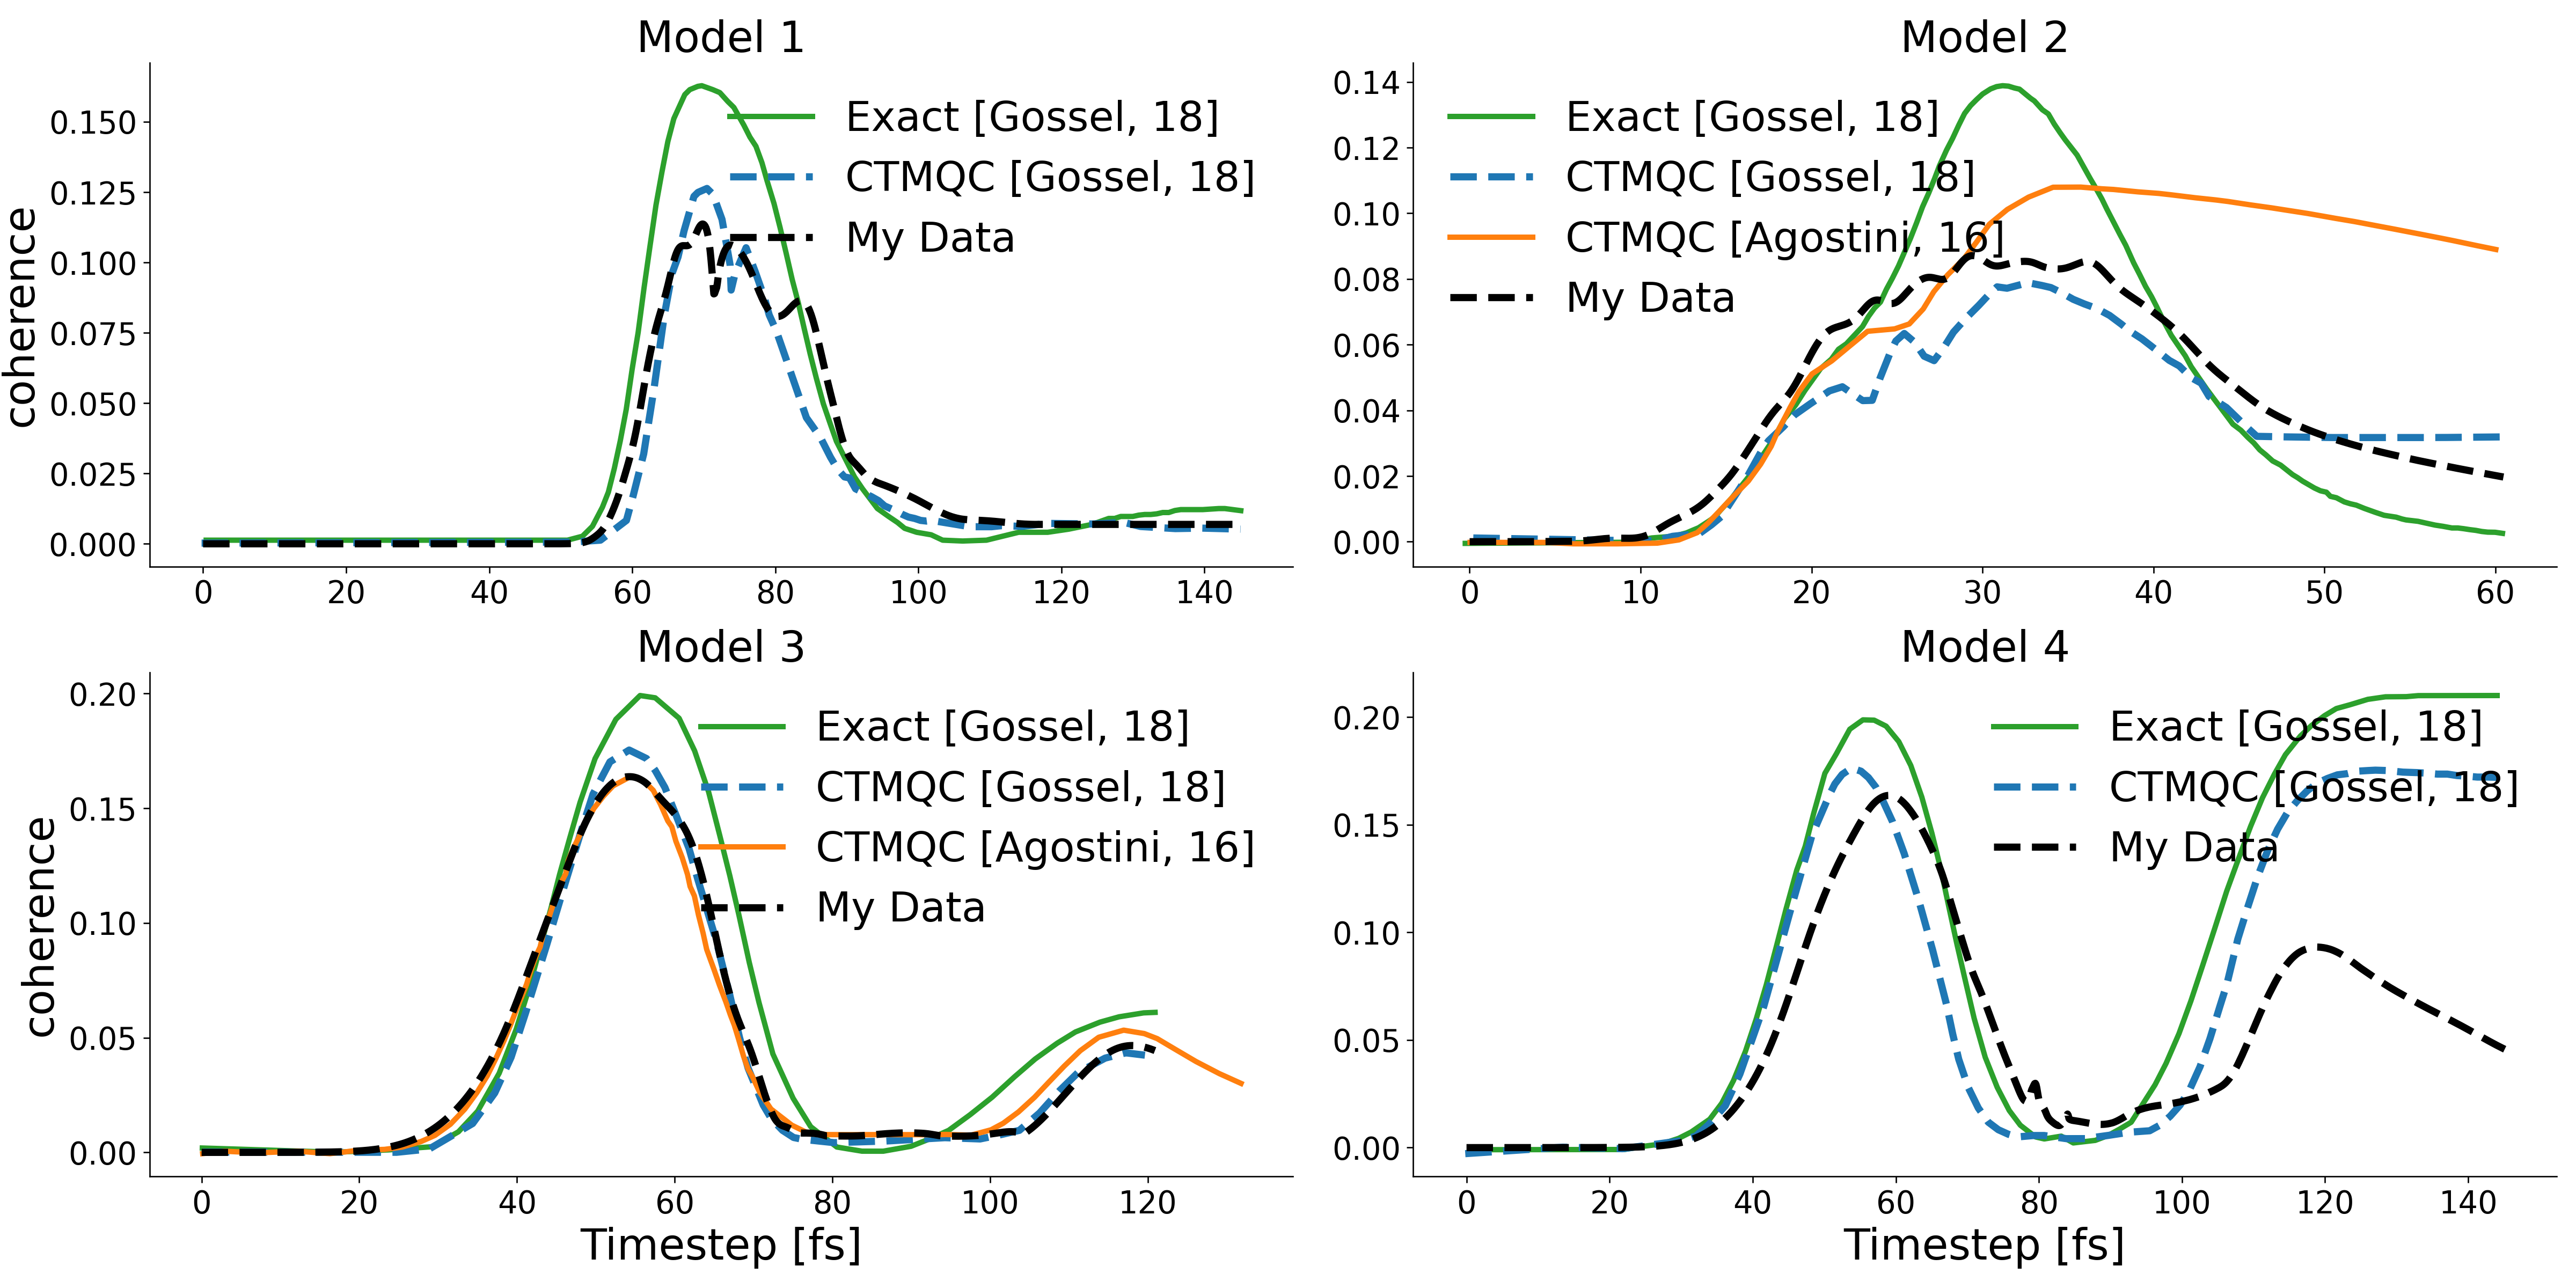 Model 1
coherence
0.150
0.125
0.100
0.075
0.050
0.025
0.000
0 20 40 60 80 100 120 140
Exact [Gossel, 18]
CTMQC [Gossel, 18]
My Data
Model 2
0.14
0.12
0.10
0.08
0.06
0.04
0.02
0.00
0 10 20 30 40 50 60
Exact [Gossel, 18]
CTMQC [Gossel, 18]
CTMQC [Agostini, 16]
My Data
Model 3
coherence
0.20
0.15
0.10
0.05
0.00
0 20 40 60 80 100 120
Timestep [fs]
Exact [Gossel, 18]
CTMQC [Gossel, 18]
CTMQC [Agostini, 16]
My Data
Model 4
0.20
0.15
0.10
0.05
0.00
0 20 40 60 80 100 120 140
Timestep [fs]
Exact [Gossel, 18]
CTMQC [Gossel, 18]
My Data